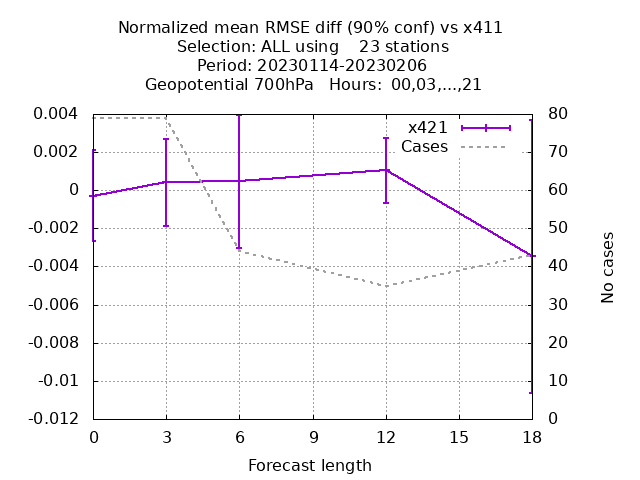 Normalized mean RMSE diff (90% conf) vs x411
Selection: ALL using    23 stations
Period: 20230114-20230206
Geopotential 700hPa   Hours:  00,03,...,21
x421
Cases
0.004
0.002
0
-0.002
-0.004
-0.006
-0.008
-0.01
-0.012
80
70
60
50
40
30
20
10
0
No cases
0 3 6 9 12 15 18
Forecast length